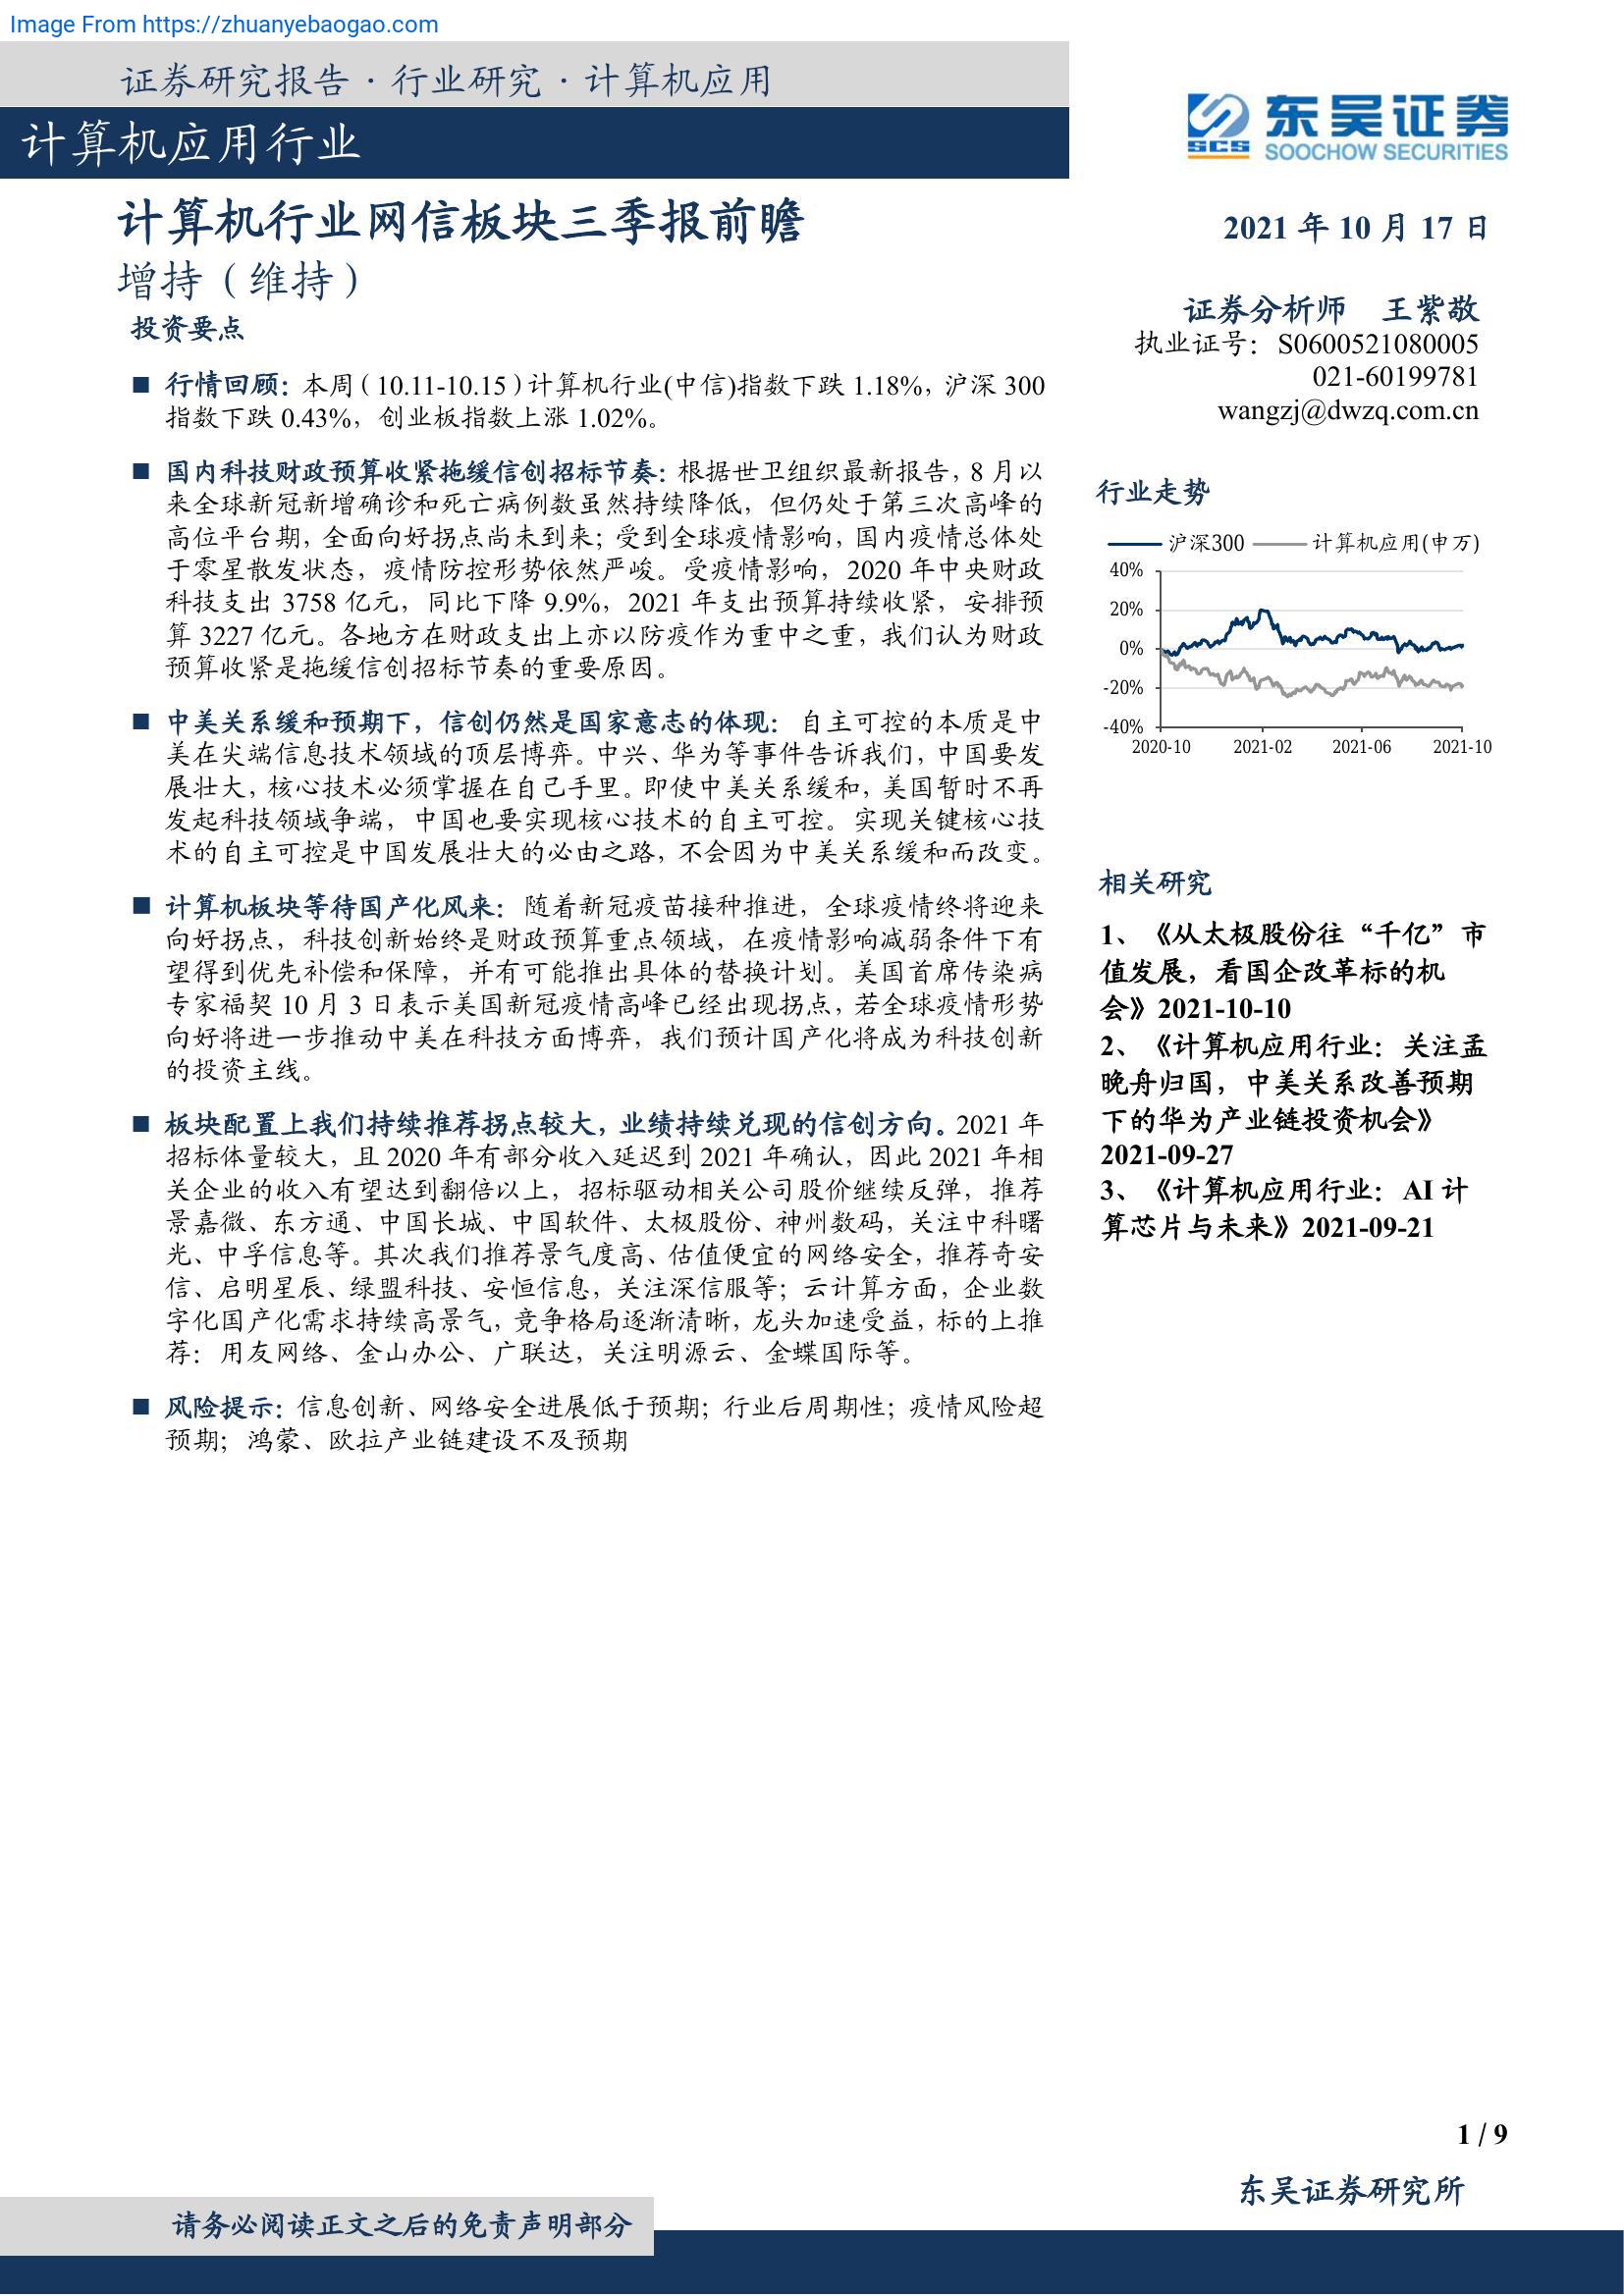 Image From https://zhuanyebaogao.com
证券研究报告 · 行业研究 · 计算机应用
计算机应用行业
东吴证券
SCS
SOOCHOW SECURITIES
计算机行业网信板块三季报前瞻
增持（维持）
投资要点
■ 行情回顾：本周（10.11-10.15）计算机行业(中信)指数下跌 1.18%，沪深 300
指数下跌 0.43%，创业板指数上涨 1.02%。
■ 国内科技财政预算收紧拖缓信创招标节奏：根据世卫组织最新报告，8 月以
来全球新冠新增确诊和死亡病例数虽然持续降低，但仍处于第三次高峰的
高位平台期，全面向好拐点尚未到来；受到全球疫情影响，国内疫情总体处
于零星散发状态，疫情防控形势依然严峻。受疫情影响，2020 年中央财政
科技支出 3758 亿元，同比下降 9.9%，2021 年支出预算持续收紧，安排预
算 3227 亿元。各地方在财政支出上亦以防疫作为重中之重，我们认为财政
预算收紧是拖缓信创招标节奏的重要原因。
■ 中美关系缓和预期下，信创仍然是国家意志的体现： 自主可控的本质是中
美在尖端信息技术领域的顶层博弈。中兴、华为等事件告诉我们，中国要发
展壮大，核心技术必须掌握在自己手里。即使中美关系缓和，美国暂时不再
发起科技领域争端，中国也要实现核心技术的自主可控。实现关键核心技
术的自主可控是中国发展壮大的必由之路，不会因为中美关系缓和而改变。
■ 计算机板块等待国产化风来：随着新冠疫苗接种推进，全球疫情终将迎来
向好拐点，科技创新始终是财政预算重点领域，在疫情影响减弱条件下有
望得到优先补偿和保障，并有可能推出具体的替换计划。美国首席传染病
专家福契 10 月 3 日表示美国新冠疫情高峰已经出现拐点，若全球疫情形势
向好将进一步推动中美在科技方面博弈，我们预计国产化将成为科技创新
的投资主线。
■ 板块配置上我们持续推荐拐点较大，业绩持续兑现的信创方向。2021 年
招标体量较大，且 2020 年有部分收入延迟到 2021 年确认，因此 2021 年相
关企业的收入有望达到翻倍以上，招标驱动相关公司股价继续反弹，推荐
景嘉微、东方通、中国长城、中国软件、太极股份、神州数码，关注中科曙
光、中孚信息等。其次我们推荐景气度高、估值便宜的网络安全，推荐奇安
信、启明星辰、绿盟科技、安恒信息，关注深信服等；云计算方面，企业数
字化国产化需求持续高景气，竞争格局逐渐清晰，龙头加速受益，标的上推
荐：用友网络、金山办公、广联达，关注明源云、金蝶国际等。
■ 风险提示：信息创新、网络安全进展低于预期；行业后周期性；疫情风险超
预期；鸿蒙、欧拉产业链建设不及预期
2021 年 10 月 17 日
证券分析师 王紫敬
执业证号：S0600521080005
021-60199781
wangzj@dwzq.com.cn
行业走势
沪深300 计算机应用(申万)
40%
20%
0%
-20%
-40%
2020-10 2021-02 2021-06 2021-10
相关研究
1、《从太极股份往“千亿”市
值发展，看国企改革标的机
会》2021-10-10
2、《计算机应用行业：关注孟
晚舟归国，中美关系改善预期
下的华为产业链投资机会》
2021-09-27
3、《计算机应用行业：AI 计
算芯片与未来》2021-09-21
1 / 9
东吴证券研究所
请务必阅读正文之后的免责声明部分